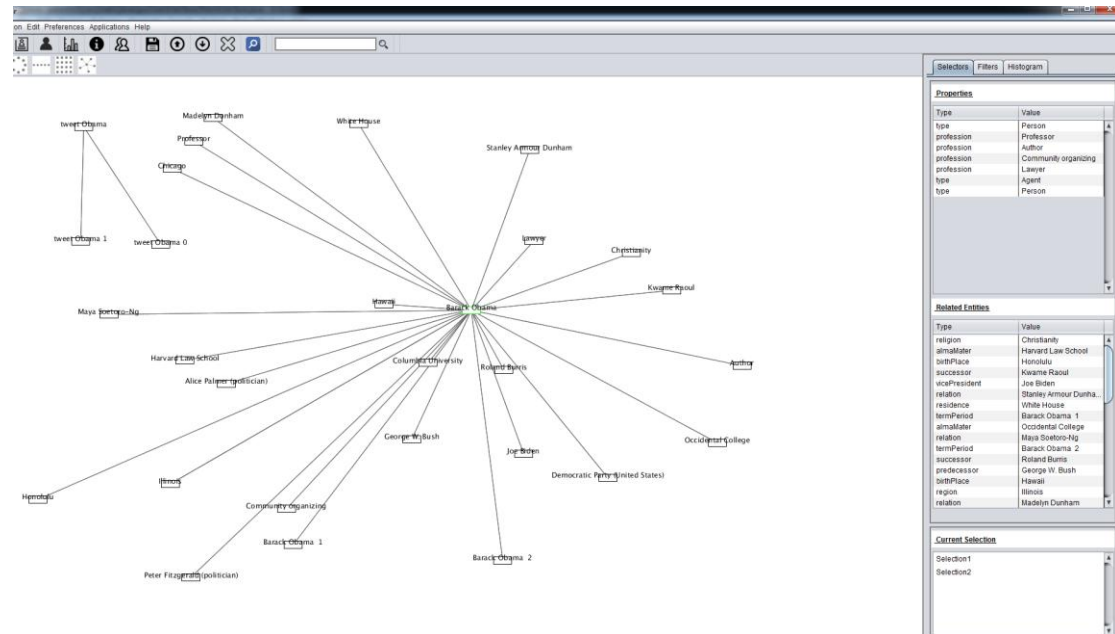 on Edit Preferences Applications Help
Selectors Filters Histogram
tweet Obama
Madelyn Dunham
White House
Professor
Stanley Armour Dunham
Chicago
tweet Obama 1
tweet Obama 0
Lawyer
Christianity
Kwame Raoul
Hawaii
Barack Obama
Maya Soetoro-Ng
Harvard Law School
Columbia University
Roland Burris
Author
Alice Palmer (politician)
George W. Bush
Occidental College
Joe Biden
Democratic Party (United States)
Illinois
Honolulu
Community organizing
Barack Obama 1
Barack Obama 2
Peter Fitzgerald (politician)
Properties
Type Value
type Person
profession Professor
profession Author
profession Community organizing
profession Lawyer
type Agent
type Person
Related Entities
Type Value
religion Christianity
almaMater Harvard Law School
birthPlace Honolulu
successor Kwame Raoul
vicePresident Joe Biden
relation Stanley Armour Dunha...
residence White House
termPeriod Barack Obama 1
almaMater Occidental College
relation Maya Soetoro-Ng
termPeriod Barack Obama 2
successor Roland Burris
predecessor George W. Bush
birthPlace Hawaii
region Illinois
relation Madelyn Dunham
Current Selection
Selection1
Selection2